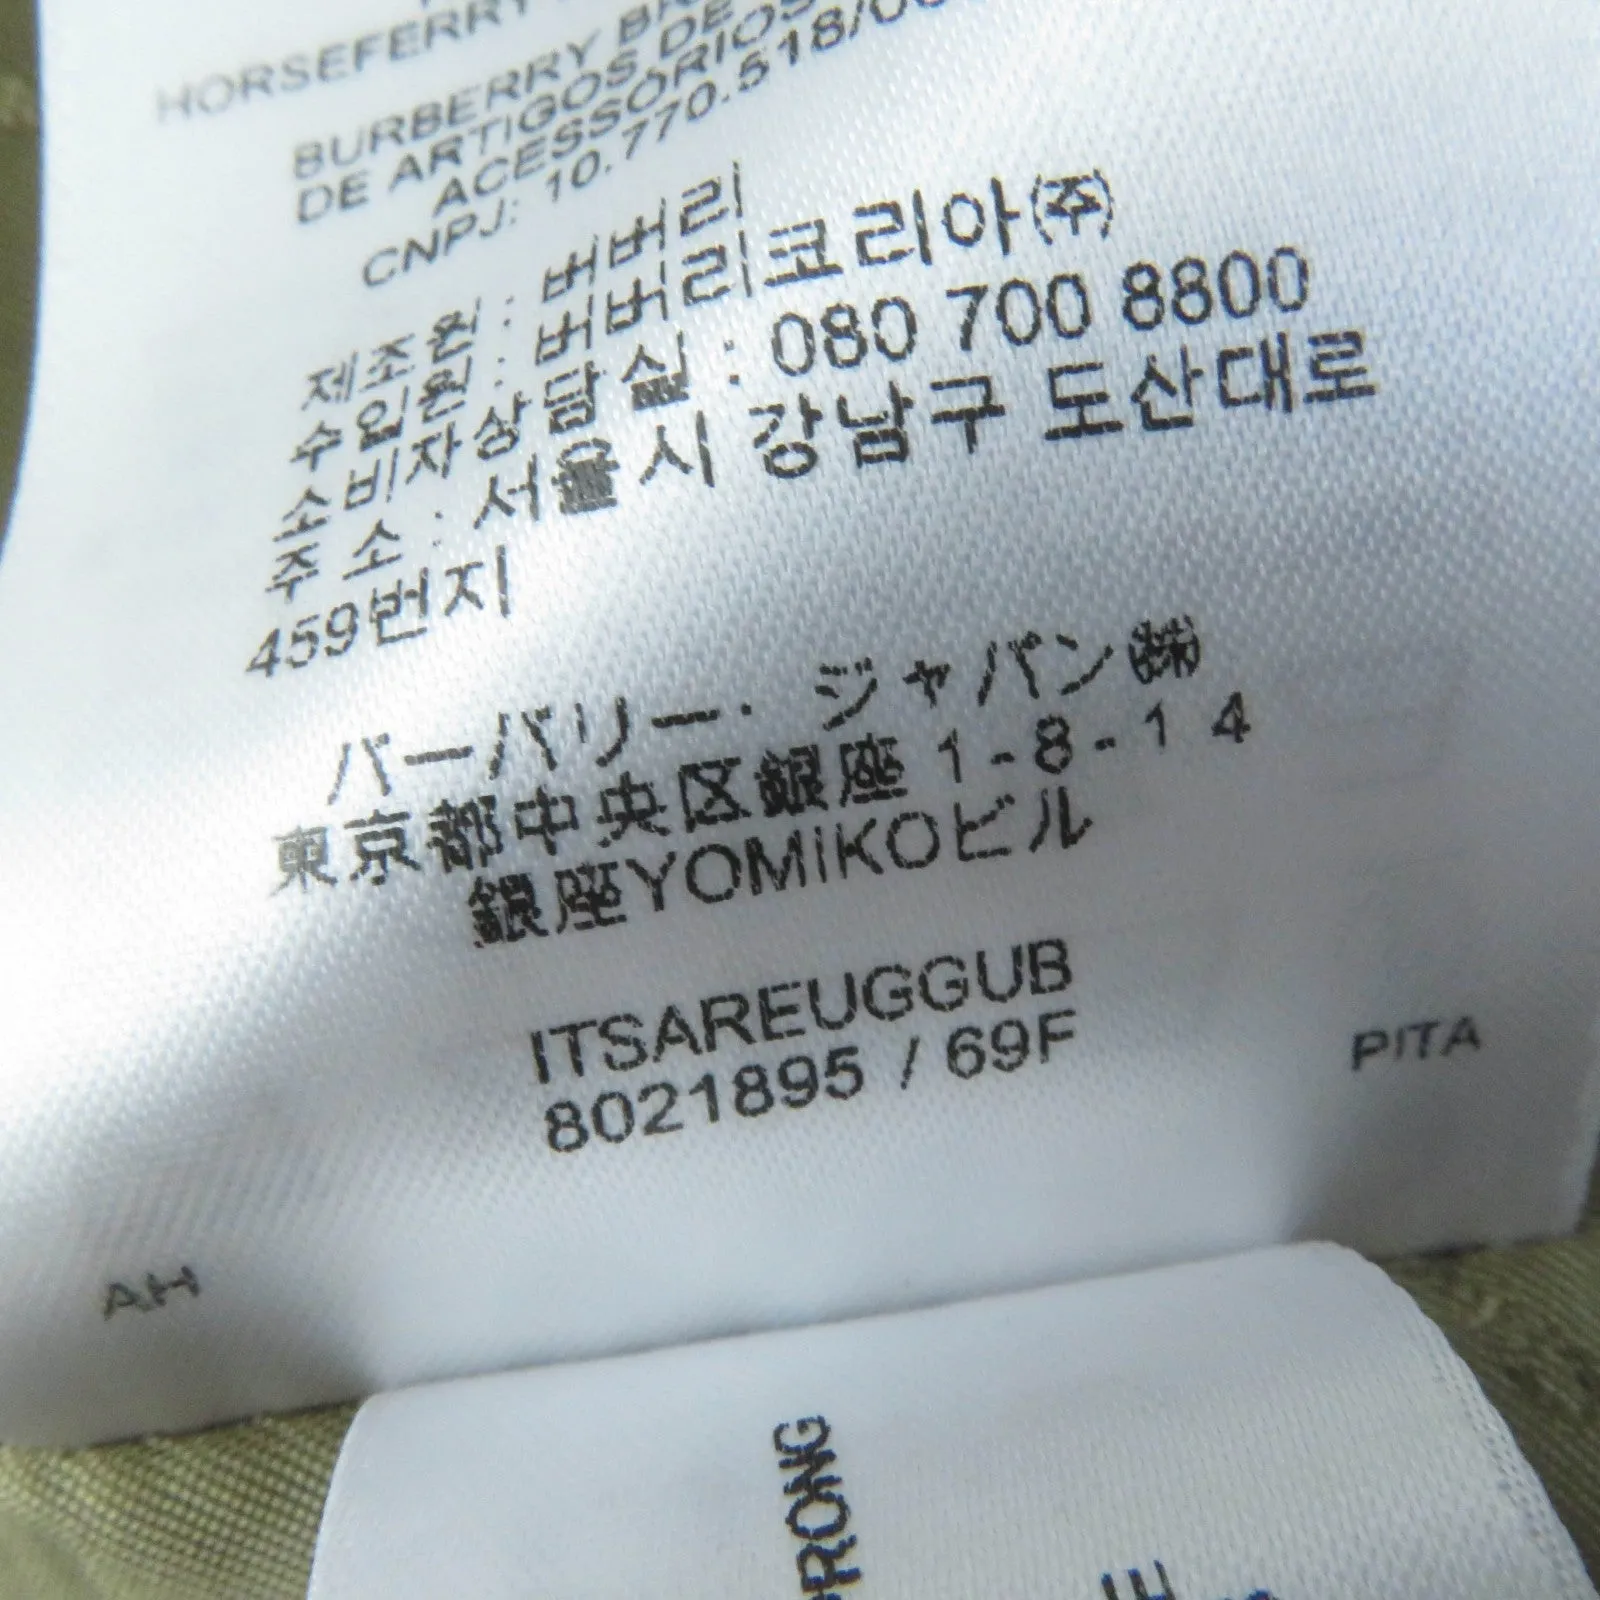 HORSEFERRY
BURBERRY
DE ARTIGOS DE
ACESSÓRIOS
CNPJ: 10.770.518/
제조원 : 버버리
수입원 : 버버리코리아㈜
소비자상담실 : 080 700 8800
주 소 : 서울시 강남구 도산대로
459번지
バーバリー・ジャパン㈱
東京都中央区銀座 1-8-14
銀座YOMIKOビル
ITSAREUGGUB
8021895 / 69F
PITA
AH